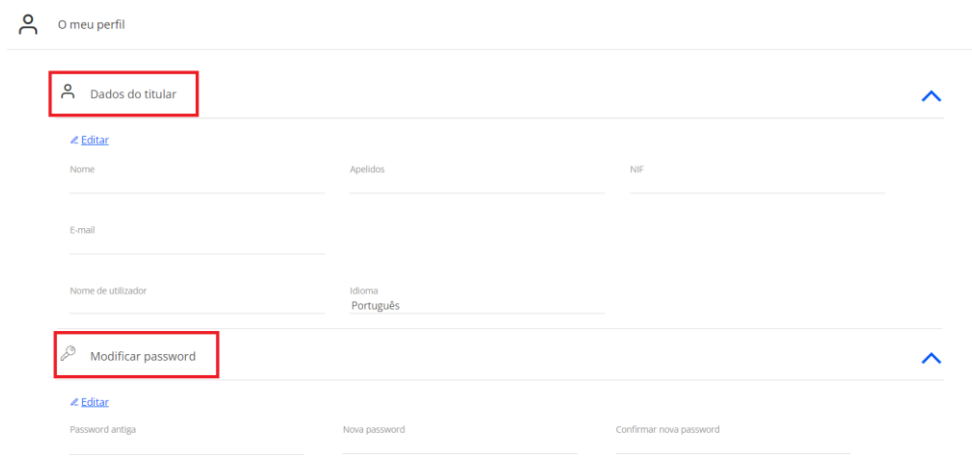 O meu perfil
Dados do titular
Editar
Nome Apelidos NIF
E-mail
Nome de utilizador Idioma
Português
Modificar password
Editar
Password antiga Nova password Confirmar nova password